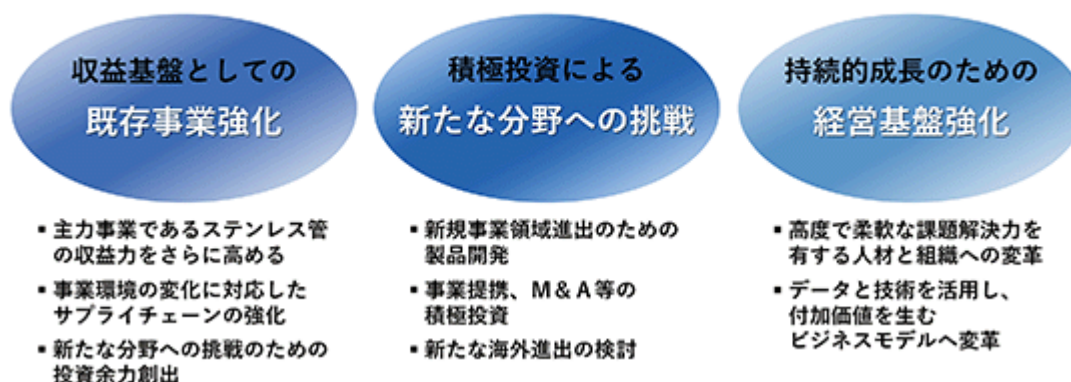 収益基盤としての
既存事業強化
▪ 主力事業であるステンレス管
の収益力をさらに高める
▪ 事業環境の変化に対応した
サプライチェーンの強化
▪ 新たな分野への挑戦のための
投資余力創出
積極投資による
新たな分野への挑戦
▪ 新規事業領域進出のための
製品開発
▪ 事業提携、M＆A等の
積極投資
▪ 新たな海外進出の検討
持続的成長のための
経営基盤強化
▪ 高度で柔軟な課題解決力を
有する人材と組織への変革
▪ データと技術を活用し、
付加価値を生む
ビジネスモデルへ変革